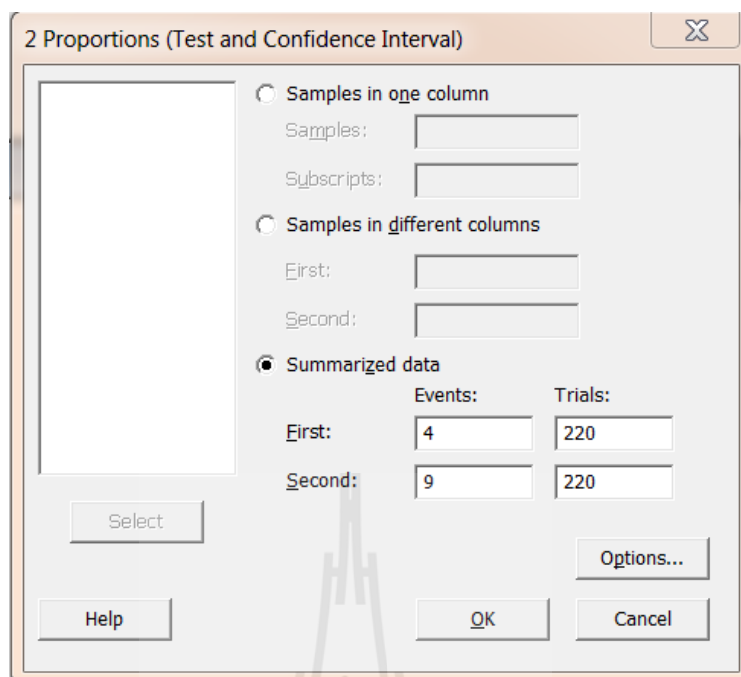 2 Proportions (Test and Confidence Interval)
Samples in one column
Samples:
Subscripts:
Samples in different columns
First:
Second:
Summarized data
Events: Trials:
First: 4 220
Second: 9 220
Select
Options...
Help OK Cancel